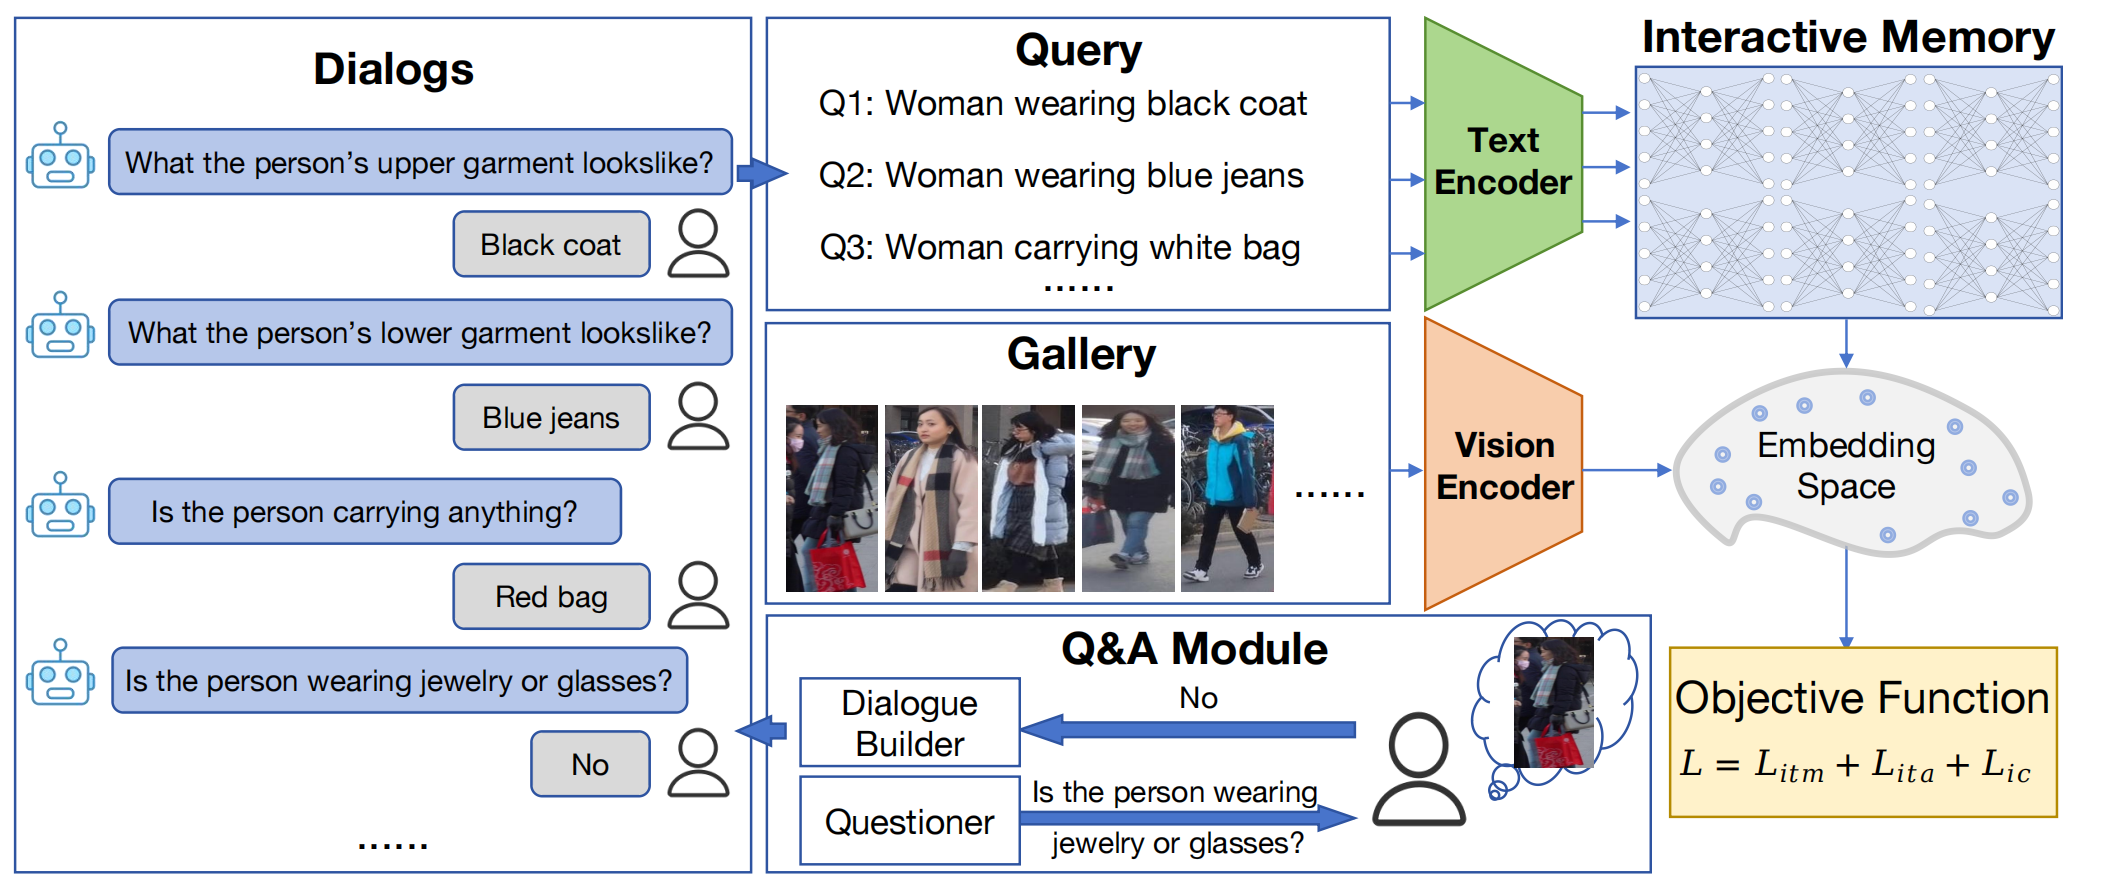 Dialogs
What the person's upper garment lookslike?
Black coat
What the person's lower garment lookslike?
Blue jeans
Is the person carrying anything?
Red bag
Is the person wearing jewelry or glasses?
No
......
Query
Q1: Woman wearing black coat
Q2: Woman wearing blue jeans
Q3: Woman carrying white bag
......
Gallery
......
Q&A Module
Dialogue
Builder
No
Questioner
Is the person wearing
jewelry or glasses?
Text
Encoder
Vision
Encoder
Interactive Memory
Embedding
Space
Objective Function
L = L_{itm} + L_{ita} + L_{ic}